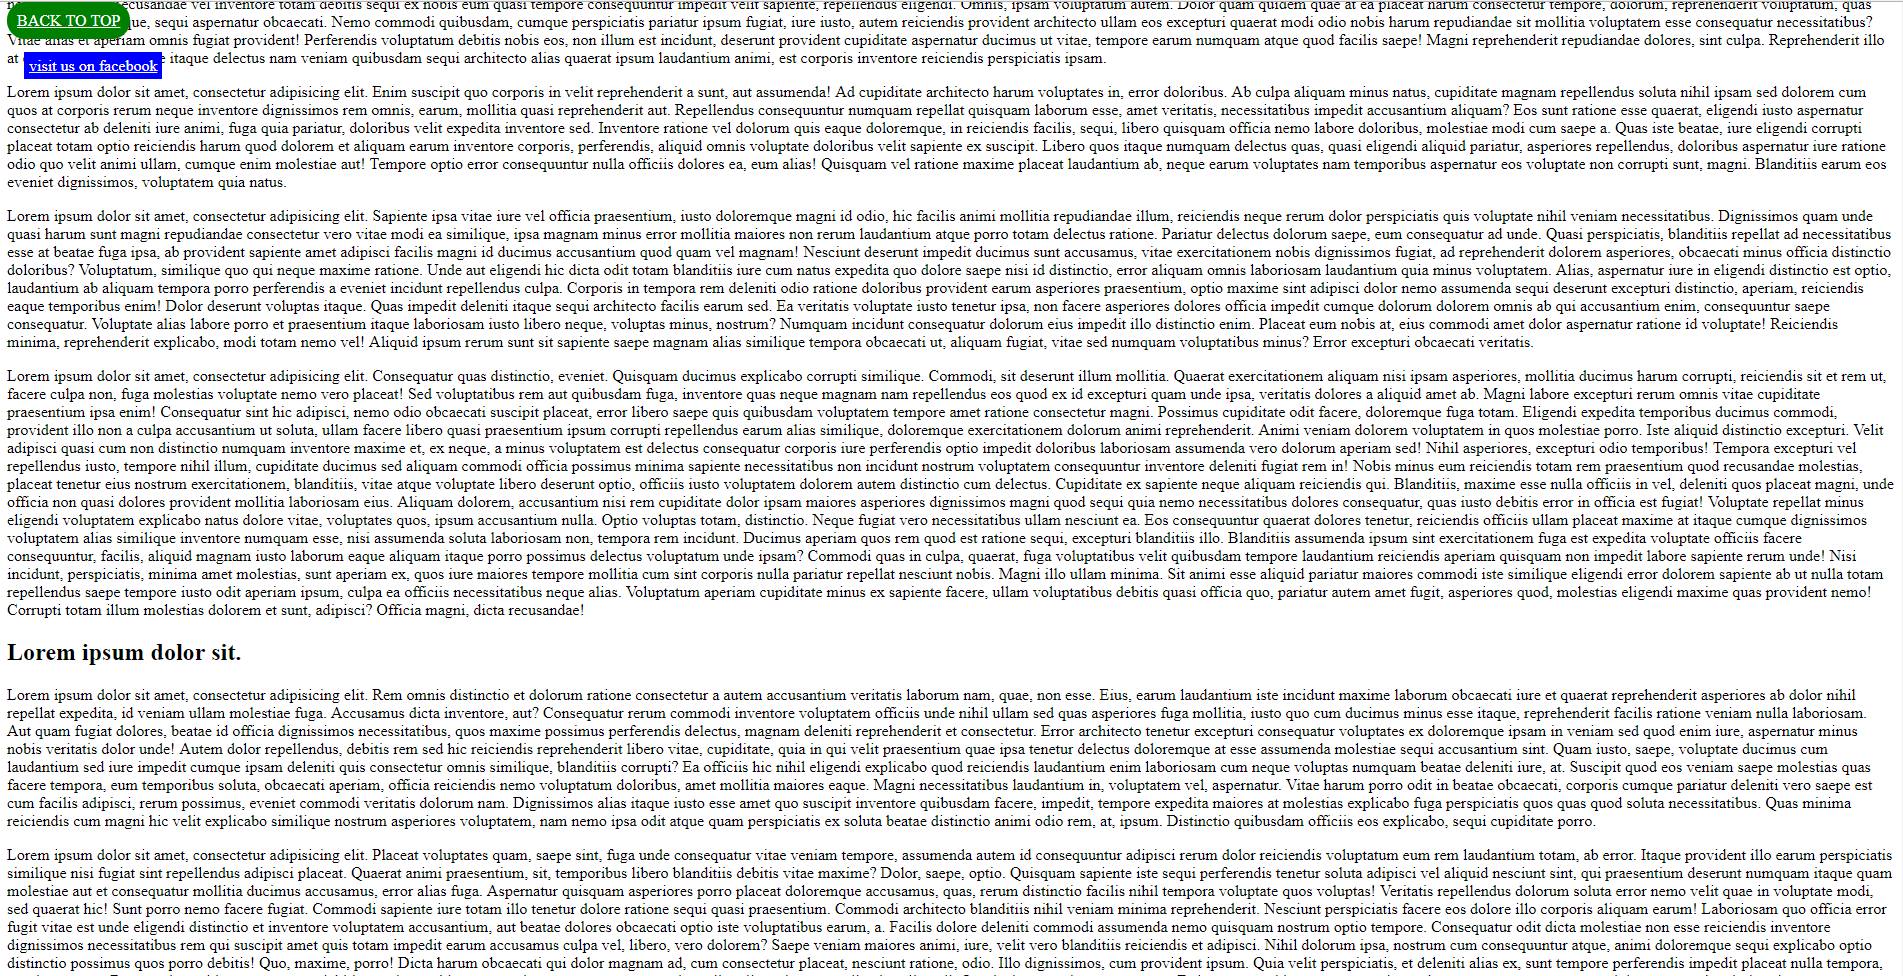 recusandae vel inventore totam debitis sequi ex nobis eum quasi tempore consequuntur impedit velit sapiente, repellendus eligendi. Omnis, ipsam voluptatum autem. Dolor quam quidem quae at ea placeat harum consectetur tempore, dolorum, reprehenderit voluptatum, quas
BACK TO TOP
que, sequi ratione odio, aspernatur obcaecati. Nemo commodi quibusdam, cumque perspiciatis pariatur ipsum fugiat, iure iusto, autem reiciendis provident architecto ullam eos excepturi quaerat modi odio nobis harum repudiandae sit mollitia voluptatem esse consequatur necessitatibus?
Vitae alias et aperiam omnis fugiat provident! Perferendis voluptatum debitis nobis eos, non illum est incidunt, deserunt provident cupiditate aspernatur ducimus ut vitae, tempore earum numquam atque quod facilis saepe! Magni reprehenderit repudiandae dolores, sint culpa. Reprehenderit illo
at
visit us on facebook
itaque delectus nam veniam quibusdam sequi architecto alias quaerat ipsum laudantium animi, est corporis inventore reiciendis perspiciatis ipsam.
Lorem ipsum dolor sit amet, consectetur adipisicing elit. Enim suscipit quo corporis in velit reprehenderit a sunt, aut assumenda! Ad cupiditate architecto harum voluptates in, error doloribus. Ab culpa aliquam minus natus, cupiditate magnam repellendus soluta nihil ipsam sed dolorem cum
quos at corporis rerum neque inventore dignissimos rem omnis, earum, mollitia quasi reprehenderit aut. Repellendus consequuntur numquam repellat quisquam laborum esse, amet veritatis, necessitatibus impedit accusantium aliquam? Eos sunt ratione esse quaerat, eligendi iusto aspernatur
consectetur ab deleniti iure animi, fuga quia pariatur, doloribus velit expedita inventore sed. Inventore ratione vel dolorum quis eaque doloremque, in reiciendis facilis, sequi, libero quisquam officia nemo labore doloribus, molestiae modi cum saepe a. Quas iste beatae, iure eligendi corrupti
placeat totam optio reiciendis harum quod dolorem et aliquam earum inventore corporis, perferendis, aliquid omnis voluptate doloribus velit sapiente ex suscipit. Libero quos itaque numquam delectus quas, quasi eligendi aliquid pariatur, asperiores repellendus, doloribus aspernatur iure ratione
odio quo velit animi ullam, cumque enim molestiae aut! Tempore optio error consequuntur nulla officiis dolores ea, eum alias! Quisquam vel ratione maxime placeat laudantium ab, neque earum voluptates nam temporibus aspernatur eos voluptate non corrupti sunt, magni. Blanditiis earum eos
eveniet dignissimos, voluptatem quia natus.
Lorem ipsum dolor sit amet, consectetur adipisicing elit. Sapiente ipsa vitae iure vel officia praesentium, iusto doloremque magni id odio, hic facilis animi mollitia repudiandae illum, reiciendis neque rerum dolor perspiciatis quis voluptate nihil veniam necessitatibus. Dignissimos quam unde
quasi harum sunt magni repudiandae consectetur vero vitae modi ea similique, ipsa magnam minus error mollitia maiores non rerum laudantium atque porro totam delectus ratione. Pariatur delectus dolorum saepe, eum consequatur ad unde. Quasi perspiciatis, blanditiis repellat ad necessitatibus
esse at beatae fuga ipsa, ab provident sapiente amet adipisci facilis magni id ducimus accusantium quod quam vel magnam! Nesciunt deserunt impedit ducimus sunt accusamus, vitae exercitationem nobis dignissimos fugiat, ad reprehenderit dolorem asperiores, obcaecati minus officia distinctio
doloribus? Voluptatum, similique quo qui neque maxime ratione. Unde aut eligendi hic dicta odit totam blanditiis iure cum natus expedita quo dolore saepe nisi id distinctio, error aliquam omnis laboriosam laudantium quia minus voluptatem. Alias, aspernatur iure in eligendi distinctio est optio,
laudantium ab aliquam tempora porro perferendis a eveniet incidunt repellendus culpa. Corporis in tempora rem deleniti odio ratione doloribus provident earum asperiores praesentium, optio maxime sint adipisci dolor nemo assumenda sequi deserunt excepturi distinctio, aperiam, reiciendis
eaque temporibus enim! Dolor deserunt voluptas itaque. Quas impedit deleniti itaque sequi architecto facilis earum sed. Ea veritatis voluptate iusto tenetur ipsa, non facere asperiores dolores officia impedit cumque dolorum dolorem omnis ab qui accusantium enim, consequuntur saepe
consequatur. Voluptate alias labore porro et praesentium itaque laboriosam iusto libero neque, voluptas minus, nostrum? Numquam incidunt consequatur dolorum eius impedit illo distinctio enim. Placeat eum nobis at, eius commodi amet dolor aspernatur ratione id voluptate! Reiciendis
minima, reprehenderit explicabo, modi totam nemo vel! Aliquid ipsum rerum sunt sit sapiente saepe magnam alias similique tempora obcaecati ut, aliquam fugiat, vitae sed numquam voluptatibus minus? Error excepturi obcaecati veritatis.
Lorem ipsum dolor sit amet, consectetur adipisicing elit. Consequatur quas distinctio, eveniet. Quisquam ducimus explicabo corrupti similique. Commodi, sit deserunt illum mollitia. Quaerat exercitationem aliquam nisi ipsam asperiores, mollitia ducimus harum corrupti, reiciendis sit et rem ut,
facere culpa non, fuga molestias voluptate nemo vero placeat! Sed voluptatibus rem aut quibusdam fuga, inventore quas neque magnam nam repellendus eos quod ex id excepturi quam unde ipsa, veritatis dolores a aliquid amet ab. Magni labore excepturi rerum omnis vitae cupiditate
praesentium ipsa enim! Consequatur sint hic adipisci, nemo odio obcaecati suscipit placeat, error libero saepe quis quibusdam voluptatem tempore amet ratione consectetur magni. Possimus cupiditate odit facere, doloremque fuga totam. Eligendi expedita temporibus ducimus commodi,
provident illo non a culpa accusantium ut soluta, ullam facere libero quasi praesentium ipsum corrupti repellendus earum alias similique, doloremque exercitationem dolorum animi reprehenderit. Animi veniam dolorem voluptatem in quos molestiae porro. Iste aliquid distinctio excepturi. Velit
adipisci quasi cum non distinctio numquam inventore maxime et, ex neque, a minus voluptatem est delectus consequatur corporis iure perferendis optio impedit doloribus laboriosam assumenda vero dolorum aperiam sed! Nihil asperiores, excepturi odio temporibus! Tempora excepturi vel
repellendus iusto, tempore nihil illum, cupiditate ducimus sed aliquam commodi officia possimus minima sapiente necessitatibus non incidunt nostrum voluptatem consequuntur inventore deleniti fugiat rem in! Nobis minus eum reiciendis totam rem praesentium quod recusandae molestias,
placeat tenetur eius nostrum exercitationem, blanditiis, vitae atque voluptate libero deserunt optio, officiis iusto voluptatem dolorem autem distinctio cum delectus. Cupiditate ex sapiente neque aliquam reiciendis qui. Blanditiis, maxime esse nulla officiis in vel, deleniti quos placeat magni, unde
officia non quasi dolores provident mollitia laboriosam eius. Aliquam dolorem, accusantium nisi rem cupiditate dolor ipsam maiores asperiores dignissimos magni quod sequi quia nemo necessitatibus dolores consequatur, quas iusto debitis error in officia est fugiat! Voluptate repellat minus
eligendi voluptatem explicabo natus dolore vitae, voluptates quos, ipsum accusantium nulla. Optio voluptas totam, distinctio. Neque fugiat vero necessitatibus ullam nesciunt ea. Eos consequuntur quaerat dolores tenetur, reiciendis officiis ullam placeat maxime at itaque cumque dignissimos
voluptatem alias similique inventore numquam esse, nisi assumenda soluta laboriosam non, tempora rem incidunt. Ducimus aperiam quos rem quod est ratione sequi, excepturi blanditiis illo. Blanditiis assumenda ipsum sint exercitationem fuga est expedita voluptate officiis facere
consequuntur, facilis, aliquid magnam iusto laborum eaque aliquam itaque porro possimus delectus voluptatum unde ipsam? Commodi quas in culpa, quaerat, fuga voluptatibus velit quibusdam tempore laudantium reiciendis aperiam quisquam non impedit labore sapiente rerum unde! Nisi
incidunt, perspiciatis, minima amet molestias, sunt aperiam ex, quos iure maiores tempore mollitia cum sint corporis nulla pariatur repellat nesciunt nobis. Magni illo ullam minima. Sit animi esse aliquid pariatur maiores commodi iste similique eligendi error dolorem sapiente ab ut nulla totam
repellendus saepe tempore iusto odit aperiam ipsum, culpa ea officiis necessitatibus neque alias. Voluptatum aperiam cupiditate minus ex sapiente facere, ullam voluptatibus debitis quasi officia quo, pariatur autem amet fugit, asperiores quod, molestias eligendi maxime quas provident nemo!
Corrupti totam illum molestias dolorem et sunt, adipisci? Officia magni, dicta recusandae!
Lorem ipsum dolor sit.
Lorem ipsum dolor sit amet, consectetur adipisicing elit. Rem omnis distinctio et dolorum ratione consectetur a autem accusantium veritatis laborum nam, quae, non esse. Eius, earum laudantium iste incidunt maxime laborum obcaecati iure et quaerat reprehenderit asperiores ab dolor nihil
repellat expedita, id veniam ullam molestiae fuga. Accusamus dicta inventore, aut? Consequatur rerum commodi inventore voluptatem officiis unde nihil ullam sed quas asperiores fuga mollitia, iusto quo cum ducimus minus esse itaque, reprehenderit facilis ratione veniam nulla laboriosam.
Aut quam fugiat dolores, beatae id officia dignissimos necessitatibus, quos maxime possimus perferendis delectus, magnam deleniti reprehenderit et consectetur. Error architecto tenetur excepturi consequatur voluptates ex doloremque ipsam in veniam sed quod enim iure, aspernatur minus
nobis veritatis dolor unde! Autem dolor repellendus, debitis rem sed hic reiciendis reprehenderit libero vitae, cupiditate, quia in qui velit praesentium quae ipsa tenetur delectus doloremque at esse assumenda molestiae sequi accusantium sint. Quam iusto, saepe, voluptate ducimus cum
laudantium sed iure impedit cumque ipsam deleniti quis consectetur omnis similique, blanditiis corrupti? Ea officiis hic nihil eligendi explicabo quod reiciendis laudantium enim laboriosam cum neque voluptas numquam beatae deleniti iure, at. Suscipit quod eos veniam saepe molestias quas
facere tempora, eum temporibus soluta, obcaecati aperiam, officia reiciendis nemo voluptatum doloribus, amet mollitia maiores eaque. Magni necessitatibus laudantium in, voluptatem vel, aspernatur. Vitae harum porro odit in beatae obcaecati, corporis cumque pariatur deleniti vero saepe est
cum facilis adipisci, rerum possimus, eveniet commodi veritatis dolorum nam. Dignissimos alias itaque iusto esse amet quo suscipit inventore quibusdam facere, impedit, tempore expedita maiores at molestias explicabo fuga perspiciatis quos quas quod soluta necessitatibus. Quas minima
reiciendis cum magni hic velit explicabo similique nostrum asperiores voluptatem, nam nemo ipsa odit atque quam perspiciatis ex soluta beatae distinctio animi odio rem, at, ipsum. Distinctio quibusdam officiis eos explicabo, sequi cupiditate porro.
Lorem ipsum dolor sit amet, consectetur adipisicing elit. Placeat voluptates quam, saepe sint, fuga unde consequatur vitae veniam tempore, assumenda autem id consequuntur adipisci rerum dolor reiciendis voluptatum eum rem laudantium totam, ab error. Itaque provident illo earum perspiciatis
similique nisi fugiat sint repellendus adipisci placeat. Quaerat animi praesentium, sit, temporibus libero blanditiis debitis vitae maxime? Dolor, saepe, optio. Quisquam sapiente iste sequi perferendis tenetur soluta adipisci vel aliquid nesciunt sint, qui praesentium deserunt numquam itaque quam
molestiae aut et consequatur mollitia ducimus accusamus, error alias fuga. Aspernatur quisquam asperiores porro placeat doloremque accusamus, quas, rerum distinctio facilis nihil tempora voluptate quos voluptas! Veritatis repellendus dolorum soluta error nemo velit quae in voluptate modi,
sed quaerat hic! Sunt porro nemo facere fugiat. Commodi sapiente iure totam illo tenetur dolore ratione sequi quasi praesentium. Commodi architecto blanditiis nihil veniam minima reprehenderit. Nesciunt perspiciatis facere eos dolore illo corporis aliquam earum! Laboriosam quo officia error
fugit vitae est unde eligendi distinctio et inventore voluptatem accusantium, aut beatae dolores obcaecati optio iste voluptatibus earum, a. Facilis dolore deleniti commodi assumenda nemo quisquam nostrum optio tempore. Consequatur odit dicta molestiae non esse reiciendis inventore
dignissimos necessitatibus rem qui suscipit amet quis totam impedit earum accusamus culpa vel, libero, vero dolorem? Saepe veniam maiores animi, iure, velit vero blanditiis reiciendis et adipisci. Nihil dolorum ipsa, nostrum cum consequuntur atque, animi doloremque sequi explicabo optio
distinctio possimus quos porro debitis! Quo, maxime, porro! Dicta harum obcaecati qui dolor magnam ad, cum consectetur placeat, nesciunt ratione, odio. Illo dignissimos, cum provident ipsum. Quia velit perspiciatis, et deleniti alias ex, sunt tempore perferendis impedit placeat nulla tempora,